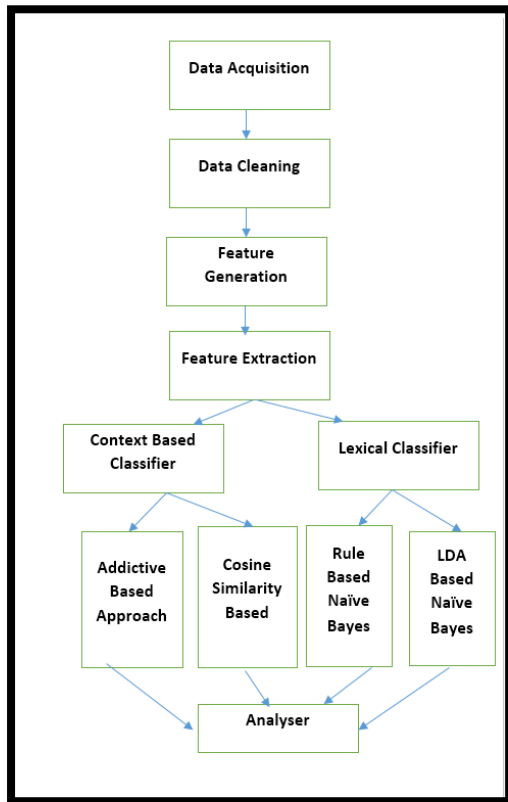 Data Acquisition
Data Cleaning
Feature
Generation
Feature Extraction
Context Based
Classifier
Lexical Classifier
Addictive
Based
Approach
Cosine
Similarity
Based
Rule
Based
Naïve
Bayes
LDA
Based
Naïve
Bayes
Analyser